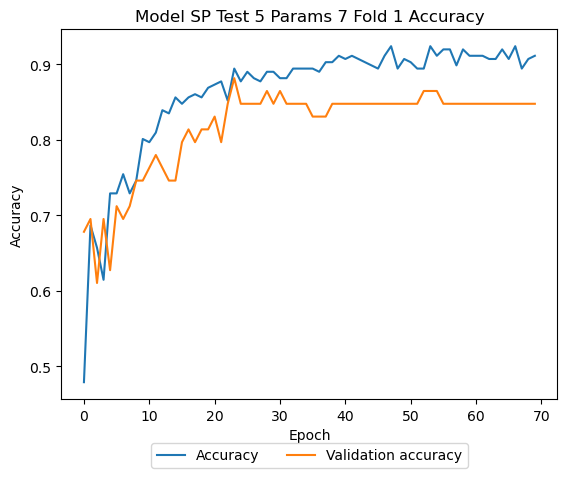 Model SP Test 5 Params 7 Fold 1 Accuracy
Accuracy
0.9
0.8
0.7
0.6
0.5
0 10 20 30 40 50 60 70
Epoch
Accuracy Validation accuracy